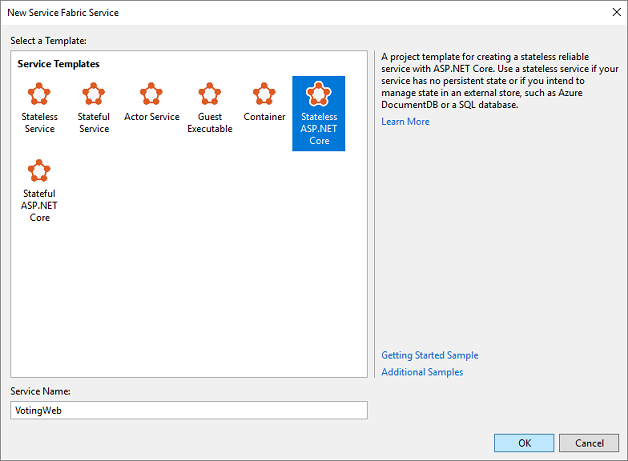 New Service Fabric Service
Select a Template:
Service Templates
Stateless
Service
Stateful
Service
Actor Service
Guest
Executable
Container
Stateless
ASP.NET
Core
Stateful
ASP.NET
Core
A project template for creating a stateless reliable
service with ASP.NET Core. Use a stateless service if your
service has no persistent state or if you intend to
manage state in an external store, such as Azure
DocumentDB or a SQL database.
Learn More
Getting Started Sample
Additional Samples
Service Name:
VotingWeb
OK
Cancel